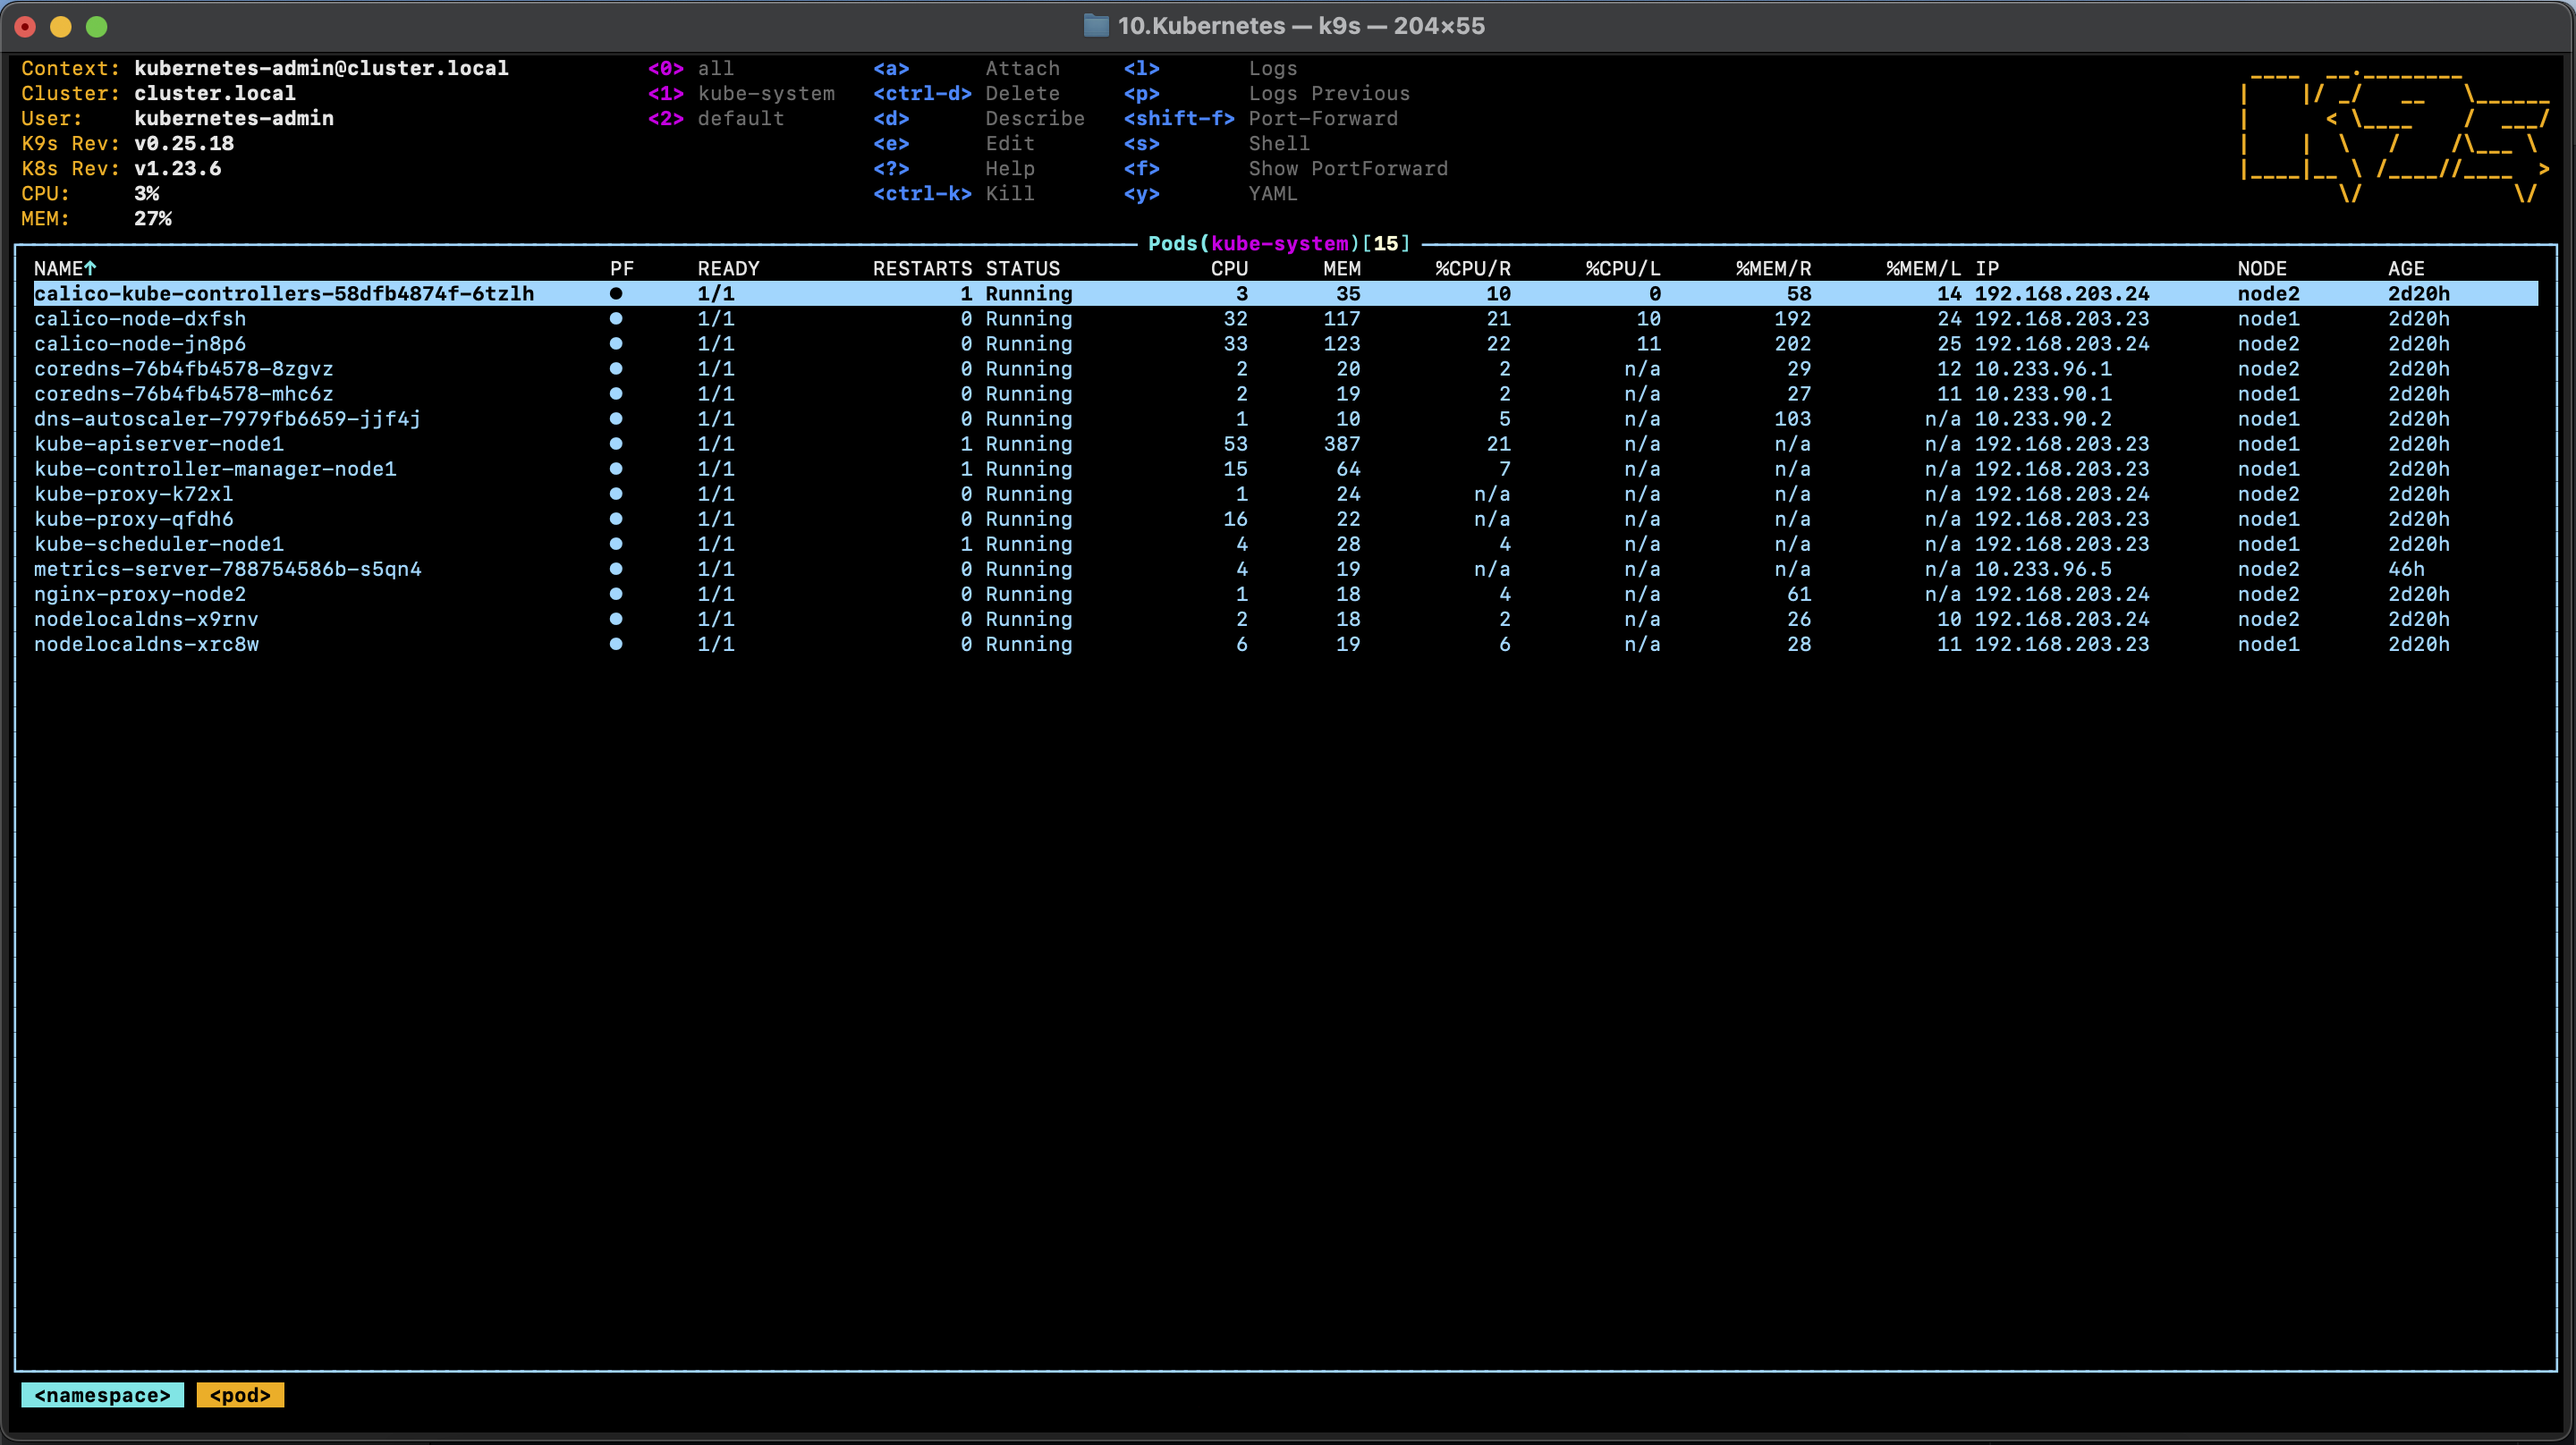 10.Kubernetes — k9s — 204×55
Context: kubernetes-admin@cluster.local <0> all <a> Attach <l> Logs
Cluster: cluster.local <1> kube-system <ctrl-d> Delete <p> Logs Previous
User: kubernetes-admin <2> default <d> Describe <shift-f> Port-Forward
K9s Rev: v0.25.18 <e> Edit <s> Shell
K8s Rev: v1.23.6 <?> Help <f> Show PortForward
CPU: 3% <ctrl-k> Kill <y> YAML
MEM: 27%
Pods(kube-system)[15]
NAME↑ PF READY RESTARTS STATUS CPU MEM %CPU/R %CPU/L %MEM/R %MEM/L IP NODE AGE
calico-kube-controllers-58dfb4874f-6tzlh ● 1/1 1 Running 3 35 10 0 58 14 192.168.203.24 node2 2d20h
calico-node-dxfsh ● 1/1 0 Running 32 117 21 10 192 24 192.168.203.23 node1 2d20h
calico-node-jn8p6 ● 1/1 0 Running 33 123 22 11 202 25 192.168.203.24 node2 2d20h
coredns-76b4fb4578-8zgvz ● 1/1 0 Running 2 20 2 n/a 29 12 10.233.96.1 node2 2d20h
coredns-76b4fb4578-mhc6z ● 1/1 0 Running 2 19 2 n/a 27 11 10.233.90.1 node1 2d20h
dns-autoscaler-7979fb6659-jjf4j ● 1/1 0 Running 1 10 5 n/a 103 n/a 10.233.90.2 node1 2d20h
kube-apiserver-node1 ● 1/1 1 Running 53 387 21 n/a n/a n/a 192.168.203.23 node1 2d20h
kube-controller-manager-node1 ● 1/1 1 Running 15 64 7 n/a n/a n/a 192.168.203.23 node1 2d20h
kube-proxy-k72xl ● 1/1 0 Running 1 24 n/a n/a n/a n/a 192.168.203.24 node2 2d20h
kube-proxy-qfdh6 ● 1/1 0 Running 16 22 n/a n/a n/a n/a 192.168.203.23 node1 2d20h
kube-scheduler-node1 ● 1/1 1 Running 4 28 4 n/a n/a n/a 192.168.203.23 node1 2d20h
metrics-server-788754586b-s5qn4 ● 1/1 0 Running 4 19 n/a n/a n/a n/a 10.233.96.5 node2 46h
nginx-proxy-node2 ● 1/1 0 Running 1 18 4 n/a 61 n/a 192.168.203.24 node2 2d20h
nodelocaldns-x9rnv ● 1/1 0 Running 2 18 2 n/a 26 10 192.168.203.24 node2 2d20h
nodelocaldns-xrc8w ● 1/1 0 Running 6 19 6 n/a 28 11 192.168.203.23 node1 2d20h
<namespace> <pod>